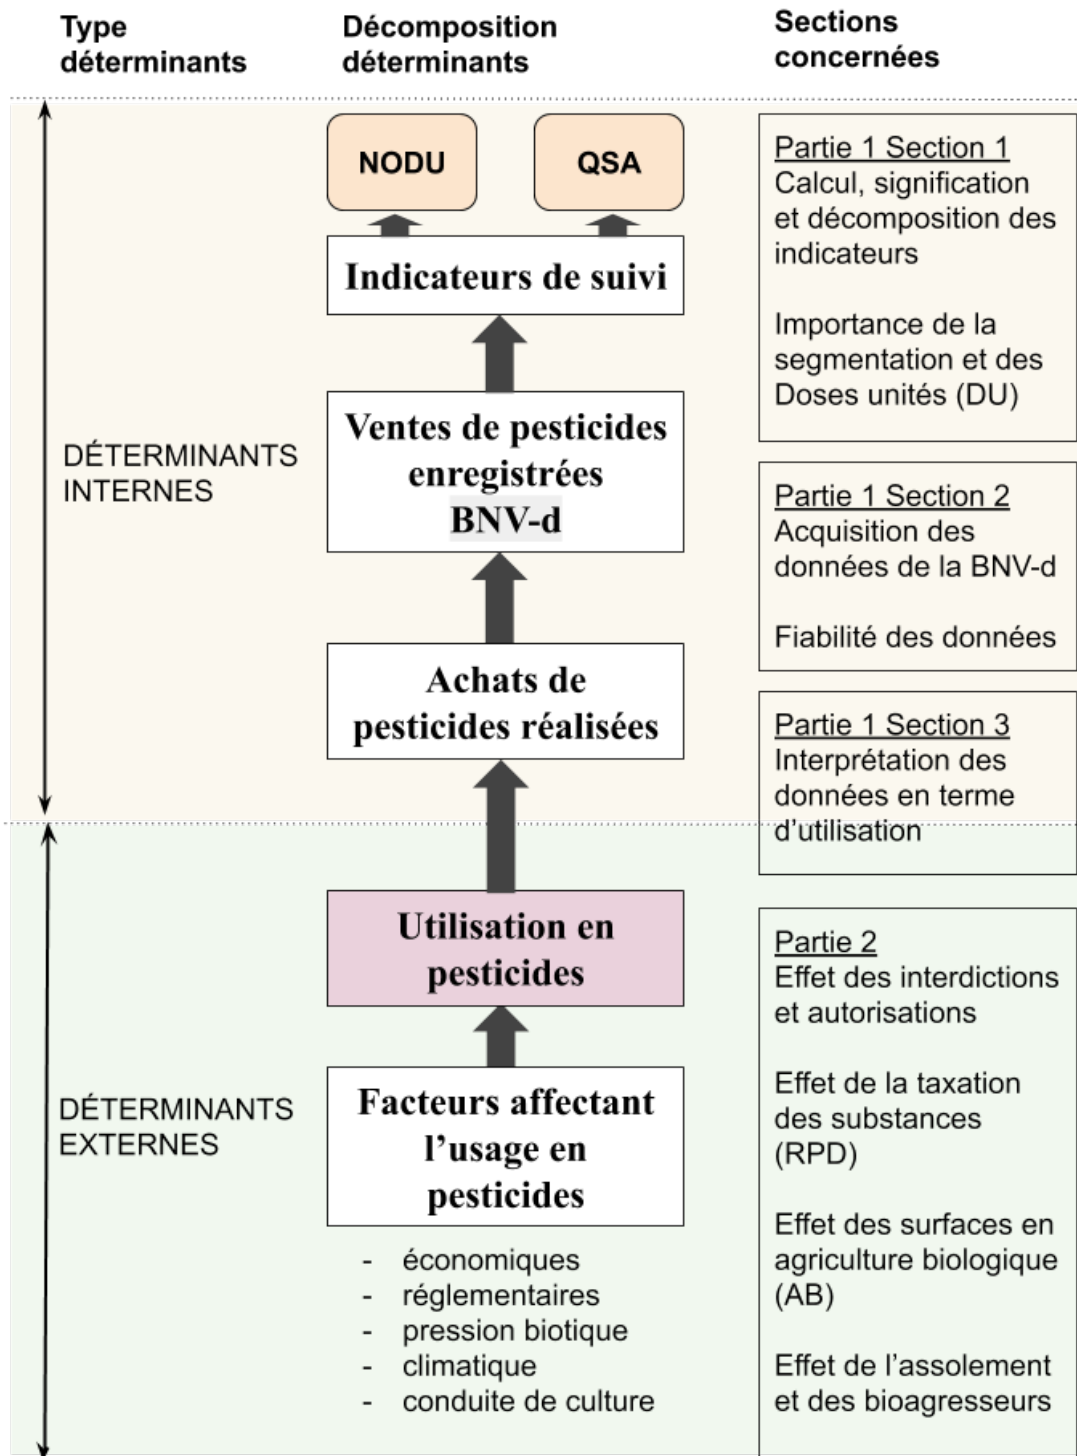 Type
déterminants
Décomposition
déterminants
Sections
concernées
NODU
QSA
Indicateurs de suivi
Ventes de pesticides
enregistrées
BNV-d
Achats de
pesticides réalisées
DÉTERMINANTS
INTERNES
Partie 1 Section 1
Calcul, signification
et décomposition des
indicateurs
Importance de la
segmentation et des
Doses unités (DU)
Partie 1 Section 2
Acquisition des
données de la BNV-d
Fiabilité des données
Partie 1 Section 3
Interprétation des
données en terme
d'utilisation
DÉTERMINANTS
EXTERNES
Utilisation en
pesticides
Facteurs affectant
l'usage en
pesticides
- économiques
- réglementaires
- pression biotique
- climatique
- conduite de culture
Partie 2
Effet des interdictions
et autorisations
Effet de la taxation
des substances
(RPD)
Effet des surfaces en
agriculture biologique
(AB)
Effet de l'assolement
et des bioagresseurs